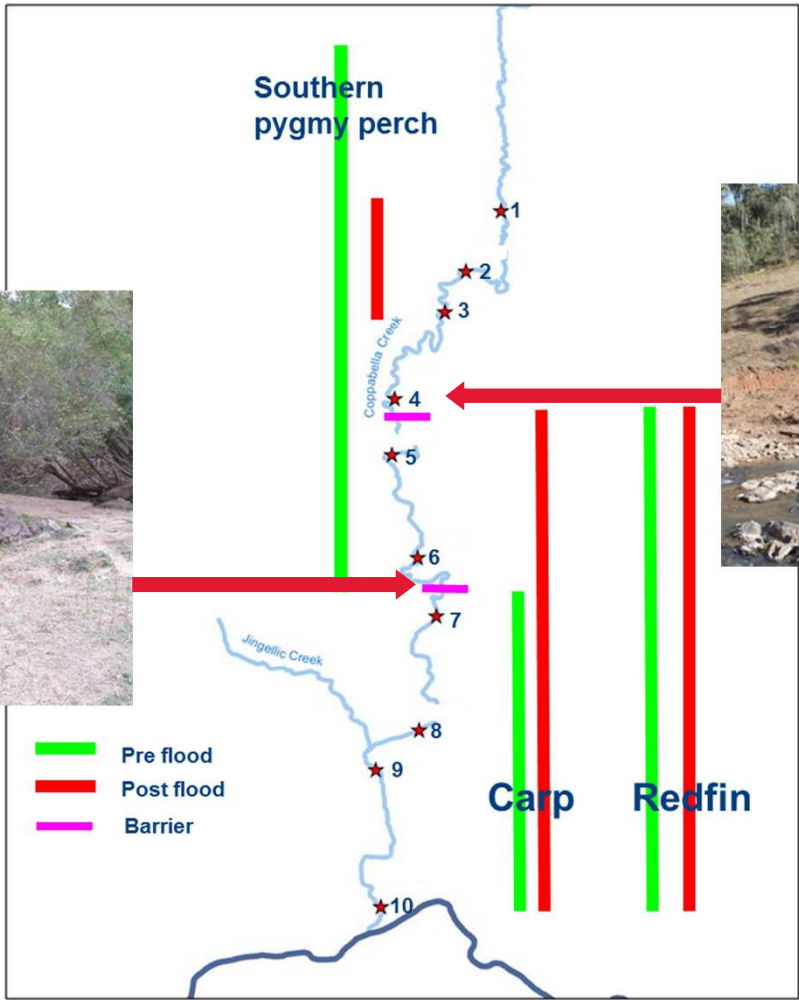 Southern
pygmy perch
1
2
3
Coppabella Creek
4
5
6
7
Jingellic Creek
8
9
10
Carp
Redfin
Pre flood
Post flood
Barrier